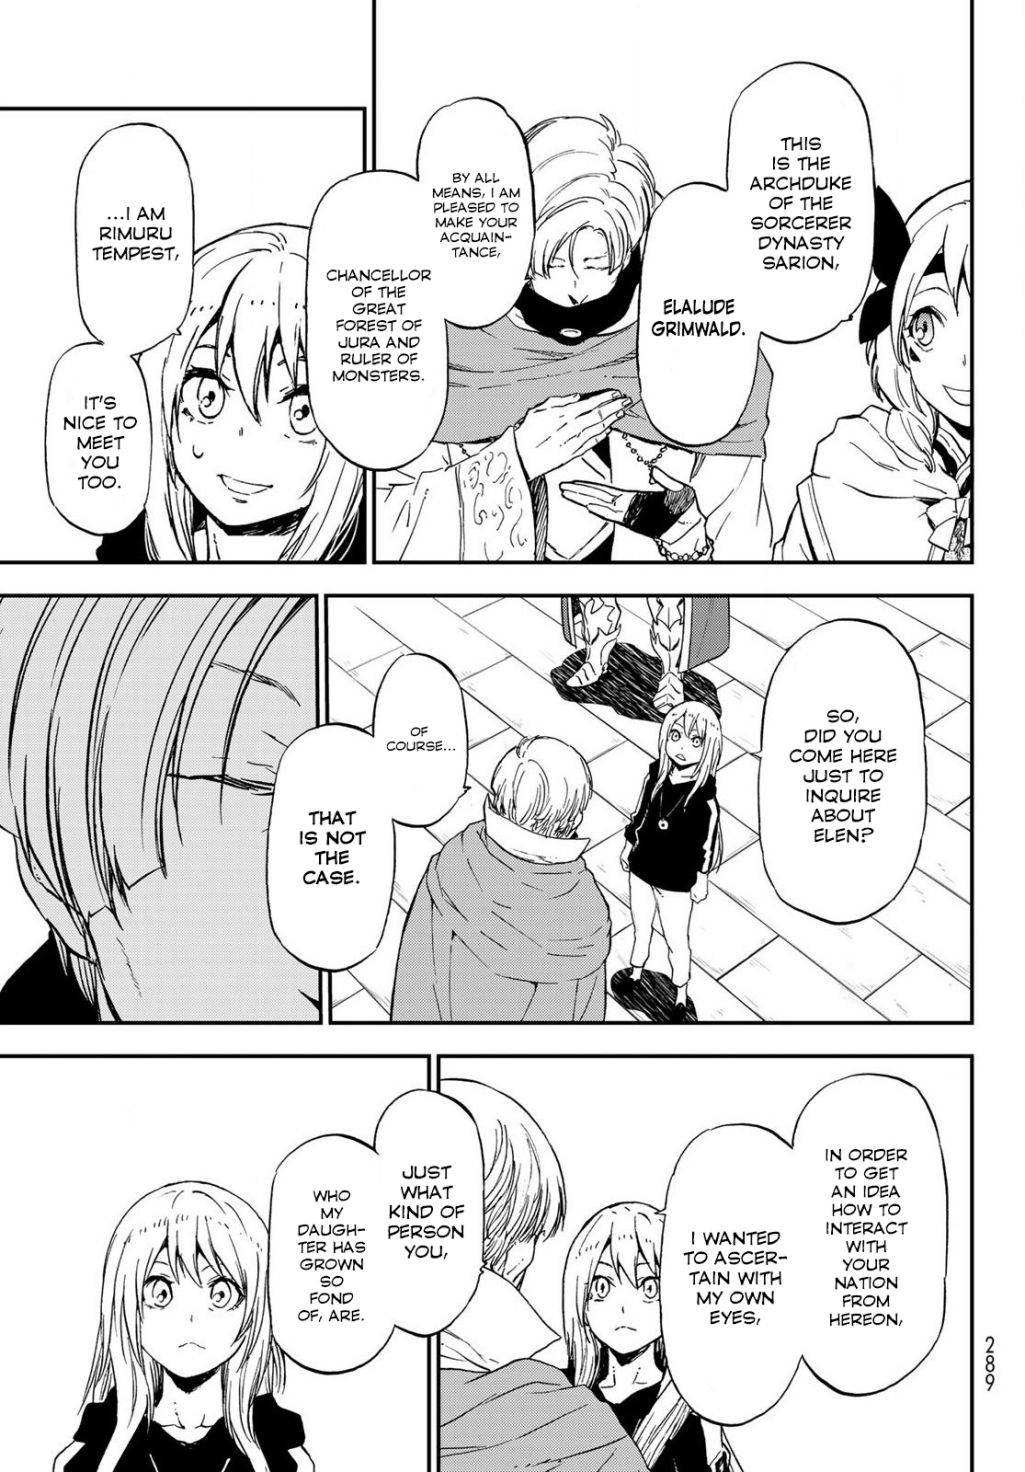 THIS
IS THE
ARCHDUKE
OF THE
SORCERER
DYNASTY
SARION,
ELALUDE
GRIMWALD.
BY ALL
MEANS, I AM
PLEASED TO
MAKE YOUR
ACQUAIN-
TANCE,
CHANCELLOR
OF THE
GREAT
FOREST OF
JURA AND
RULER OF
MONSTERS.
...I AM
RIMURU
TEMPEST,
IT'S
NICE TO
MEET
YOU
TOO.
SO,
DID YOU
COME HERE
JUST TO
INQUIRE
ABOUT
ELEN?
OF
COURSE...
THAT
IS NOT
THE
CASE.
IN ORDER
TO GET
AN IDEA
HOW TO
INTERACT
WITH
YOUR
NATION
FROM
HEREON,
I WANTED
TO ASCER-
TAIN WITH
MY OWN
EYES,
JUST
WHAT
KIND OF
PERSON
YOU,
WHO
MY
DAUGH-
TER HAS
GROWN
SO
FOND
OF, ARE.
289